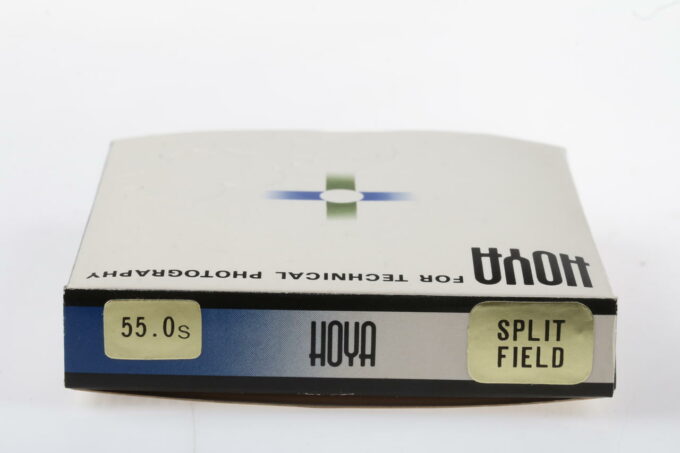 HOYA
FOR TECHNICAL PHOTOGRAPHY
55.0s
HOYA
SPLIT
FIELD